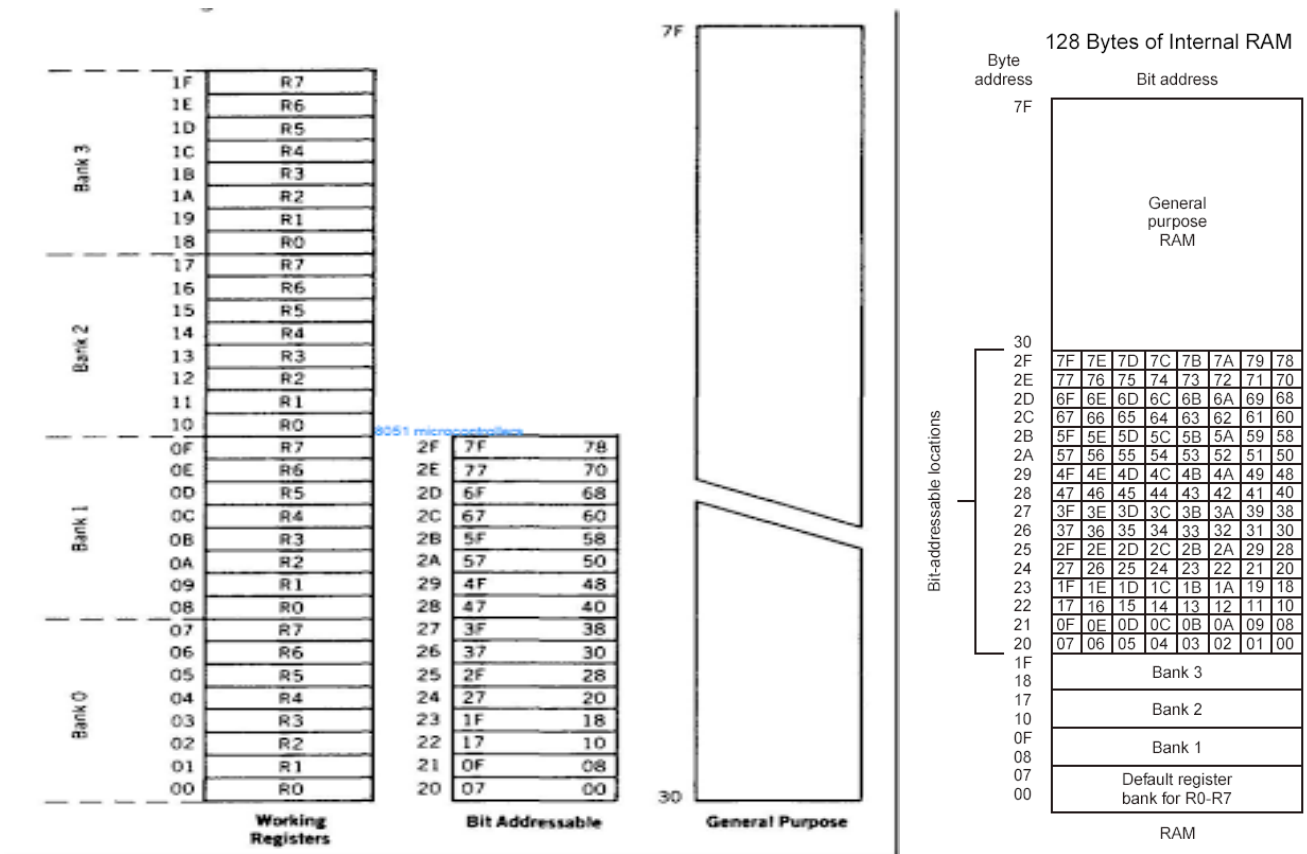 1F R7
1E R6
1D R5
1C R4
1B R3
1A R2
19 R1
18 R0
Bank 3
17 R7
16 R6
15 R5
14 R4
13 R3
12 R2
11 R1
10 R0
Bank 2
0F R7
0E R6
0D R5
0C R4
0B R3
0A R2
09 R1
08 R0
Bank 1
07 R7
06 R6
05 R5
04 R4
03 R3
02 R2
01 R1
00 R0
Bank 0
Working
Registers
8051 microcontrollers
2F 7F 78
2E 77 70
2D 6F 68
2C 67 60
2B 5F 58
2A 57 50
29 4F 48
28 47 40
27 3F 38
26 37 30
25 2F 28
24 27 20
23 1F 18
22 17 10
21 0F 08
20 07 00
Bit Addressable
7F
30
General Purpose
128 Bytes of Internal RAM
Byte
address
Bit address
7F
General
purpose
RAM
30
2F 7F 7E 7D 7C 7B 7A 79 78
2E 77 76 75 74 73 72 71 70
2D 6F 6E 6D 6C 6B 6A 69 68
2C 67 66 65 64 63 62 61 60
2B 5F 5E 5D 5C 5B 5A 59 58
2A 57 56 55 54 53 52 51 50
29 4F 4E 4D 4C 4B 4A 49 48
28 47 46 45 44 43 42 41 40
27 3F 3E 3D 3C 3B 3A 39 38
26 37 36 35 34 33 32 31 30
25 2F 2E 2D 2C 2B 2A 29 28
24 27 26 25 24 23 22 21 20
23 1F 1E 1D 1C 1B 1A 19 18
22 17 16 15 14 13 12 11 10
21 0F 0E 0D 0C 0B 0A 09 08
20 07 06 05 04 03 02 01 00
Bit-addressable locations
1F
18
Bank 3
17
10
Bank 2
0F
08
Bank 1
07
00
Default register
bank for R0-R7
RAM